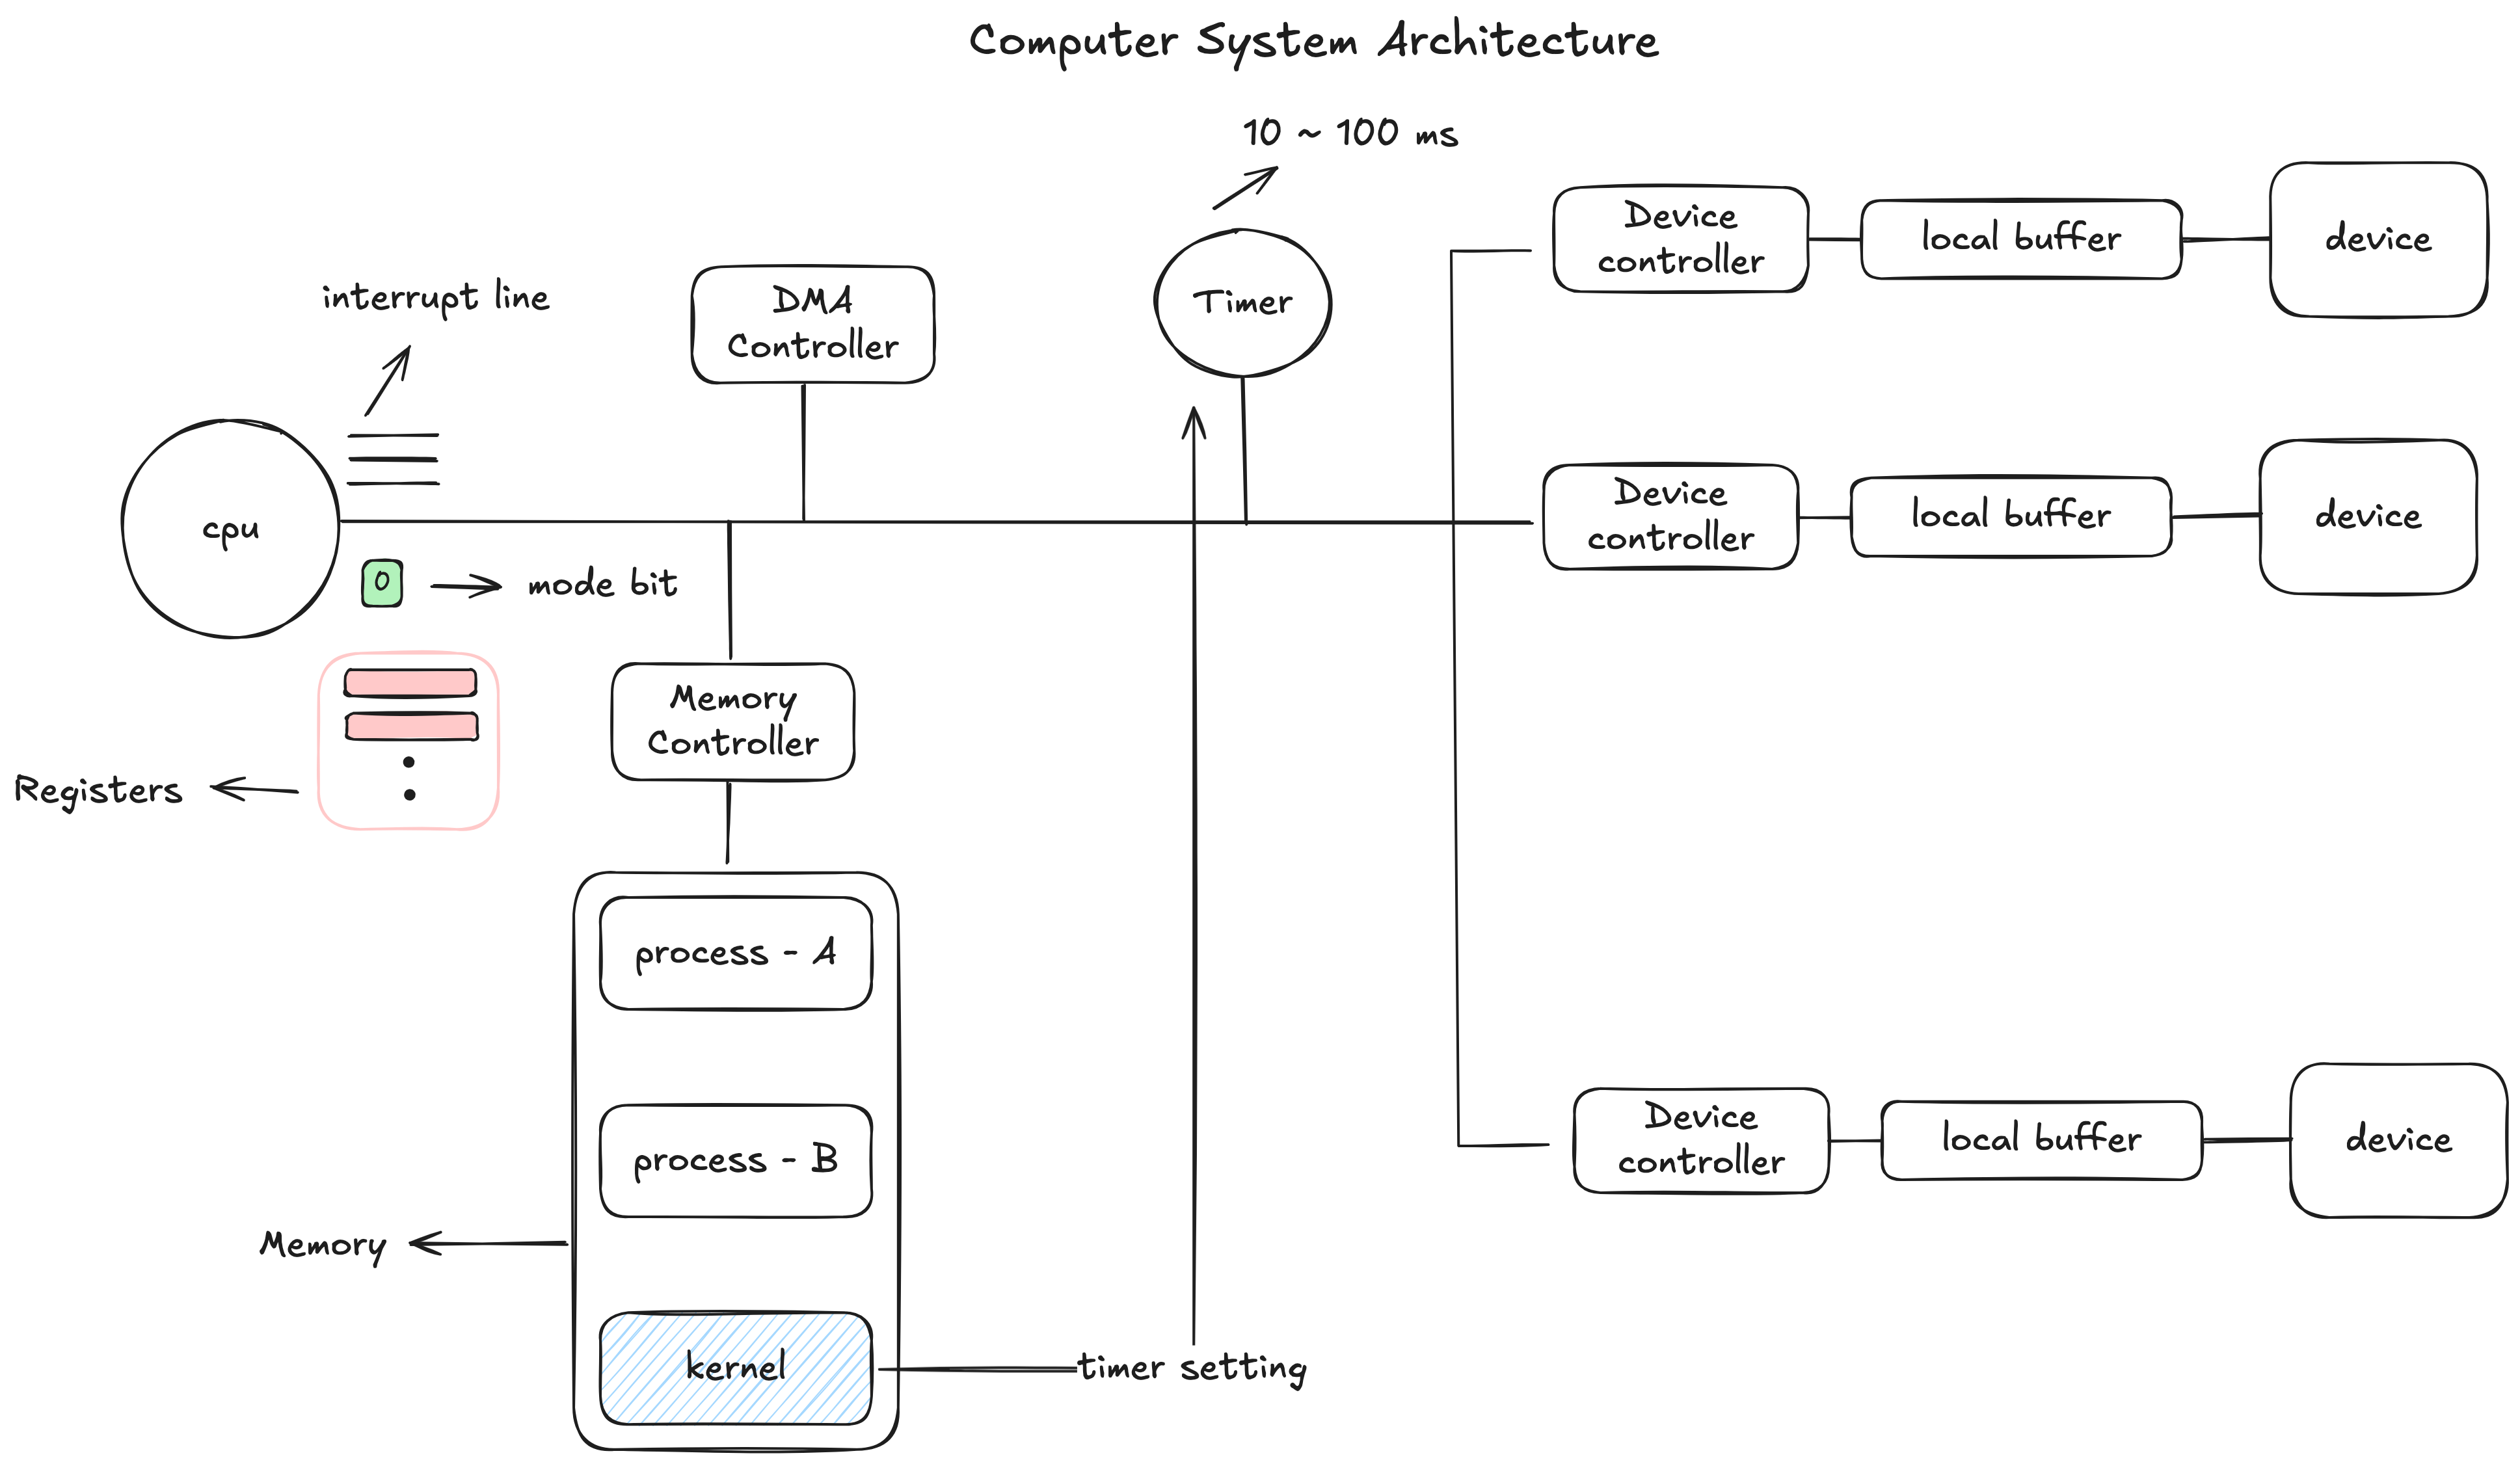 Computer System Architecture
10 ~ 100 ms
interrupt line
DMA
Controller
Timer
Device
controller
local buffer
device
cpu
0
mode bit
Device
controller
local buffer
device
Registers
Memory
Controller
process - A
process - B
Memory
kernel
timer setting
Device
controller
local buffer
device